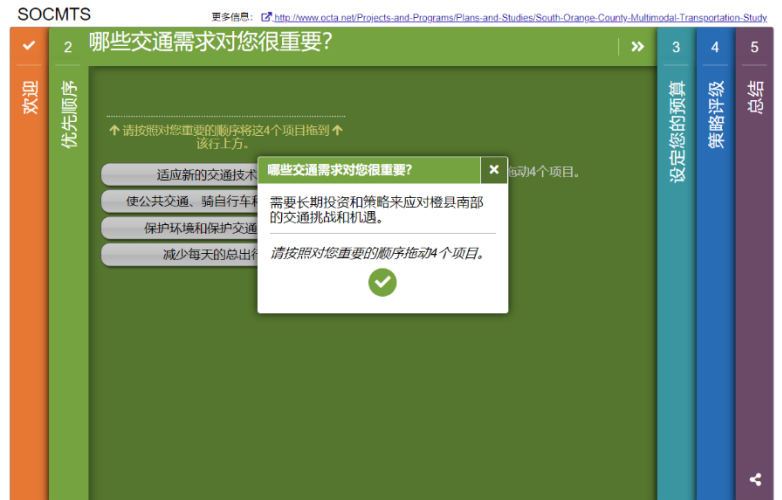 SOCMTS
更多信息: http://www.octa.net/Projects-and-Programs/Plans-and-Studies/South-Orange-County-Multimodal-Transportation-Study
欢迎
2
优先顺序
哪些交通需求对您很重要?
请按照对您重要的顺序将这4个项目拖到
该行上方。
适应新的交通技术
使公共交通、骑自行车和
保护环境和保护交通
减少每天的总出行
拖动4个项目。
哪些交通需求对您很重要?
需要长期投资和策略来应对橙县南部
的交通挑战和机遇。
请按照对您重要的顺序拖动4个项目。
3
设定您的预算
4
策略评级
5
总结